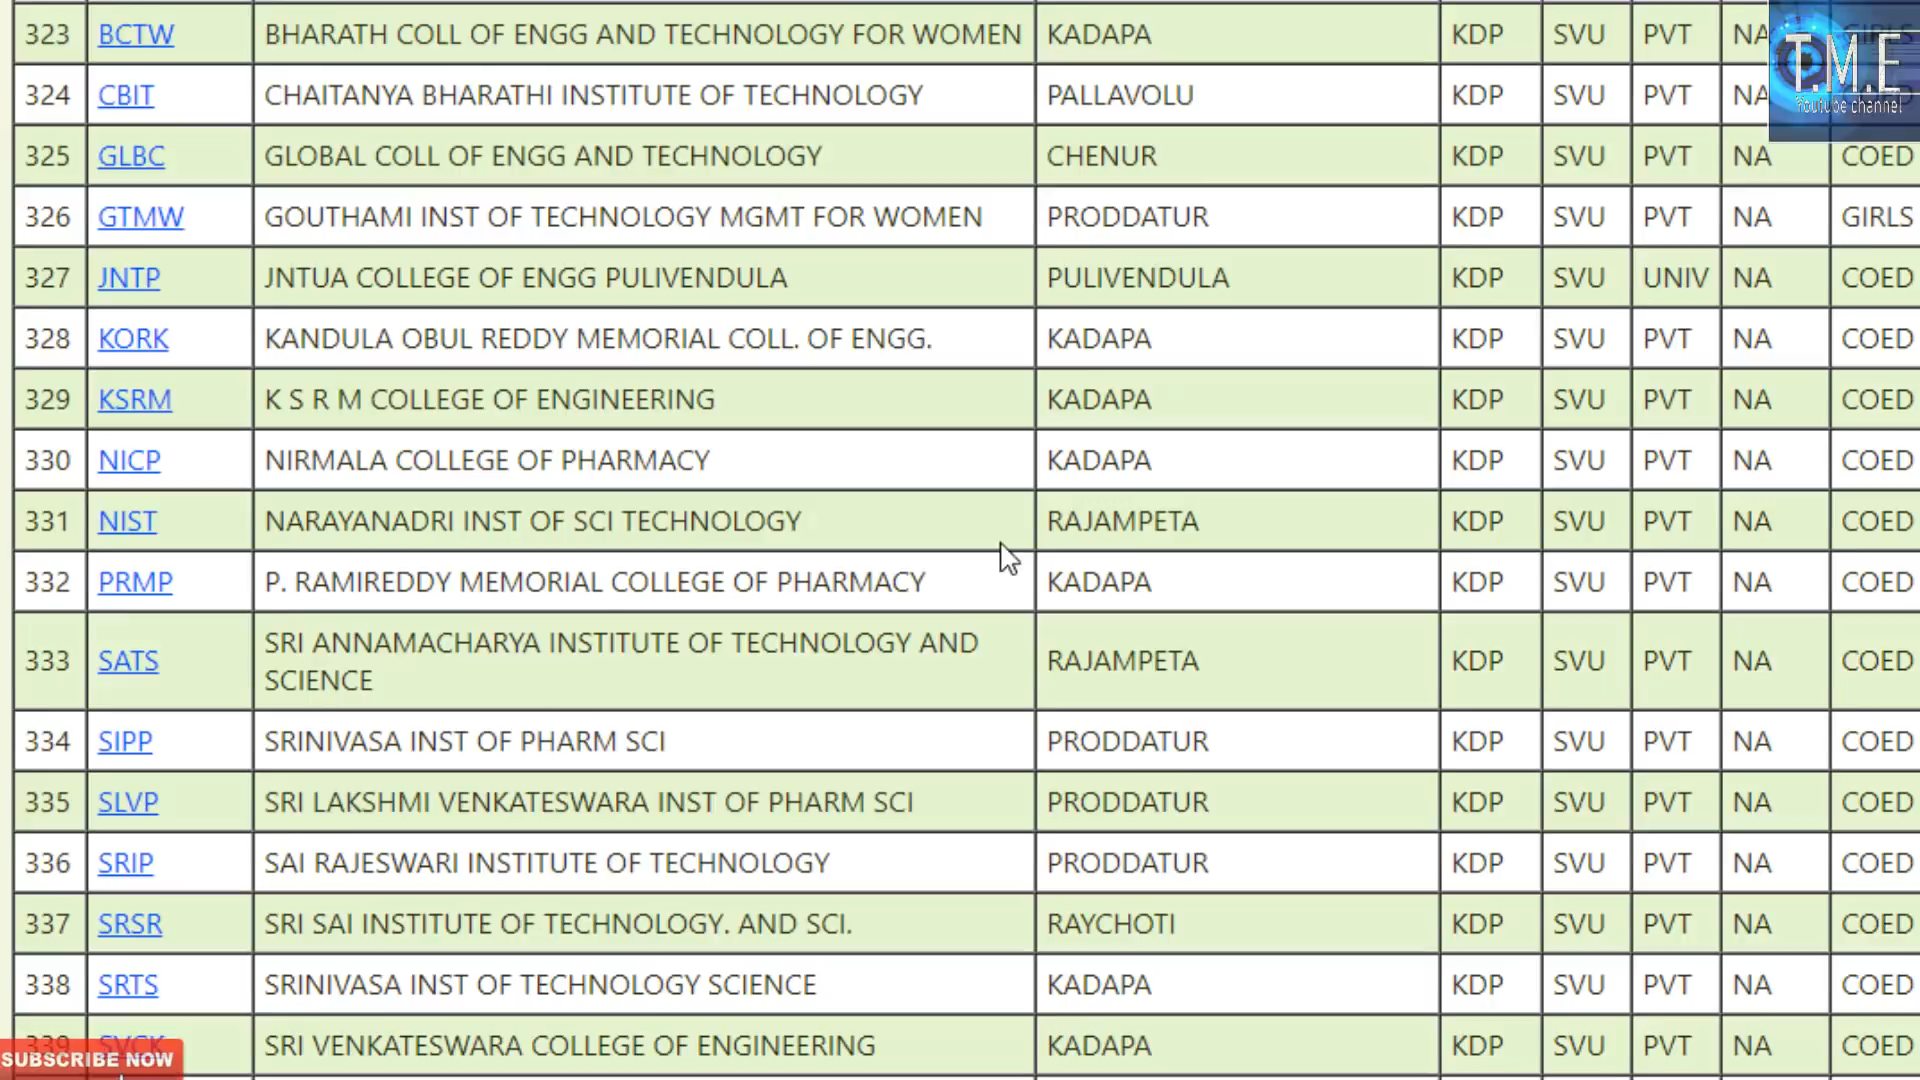 323 BCTW BHARATH COLL OF ENGG AND TECHNOLOGY FOR WOMEN KADAPA KDP SVU PVT NA GIRLS
324 CBIT CHAITANYA BHARATHI INSTITUTE OF TECHNOLOGY PALLAVOLU KDP SVU PVT NA
T.M.E
Youtube channel
325 GLBC GLOBAL COLL OF ENGG AND TECHNOLOGY CHENUR KDP SVU PVT NA COED
326 GTMW GOUTHAMI INST OF TECHNOLOGY MGMT FOR WOMEN PRODDATUR KDP SVU PVT NA GIRLS
327 JNTP JNTUA COLLEGE OF ENGG PULIVENDULA PULIVENDULA KDP SVU UNIV NA COED
328 KORK KANDULA OBUL REDDY MEMORIAL COLL. OF ENGG. KADAPA KDP SVU PVT NA COED
329 KSRM K S R M COLLEGE OF ENGINEERING KADAPA KDP SVU PVT NA COED
330 NICP NIRMALA COLLEGE OF PHARMACY KADAPA KDP SVU PVT NA COED
331 NIST NARAYANADRI INST OF SCI TECHNOLOGY RAJAMPETA KDP SVU PVT NA COED
332 PRMP P. RAMIREDDY MEMORIAL COLLEGE OF PHARMACY KADAPA KDP SVU PVT NA COED
333 SATS SRI ANNAMACHARYA INSTITUTE OF TECHNOLOGY AND
SCIENCE RAJAMPETA KDP SVU PVT NA COED
334 SIPP SRINIVASA INST OF PHARM SCI PRODDATUR KDP SVU PVT NA COED
335 SLVP SRI LAKSHMI VENKATESWARA INST OF PHARM SCI PRODDATUR KDP SVU PVT NA COED
336 SRIP SAI RAJESWARI INSTITUTE OF TECHNOLOGY PRODDATUR KDP SVU PVT NA COED
337 SRSR SRI SAI INSTITUTE OF TECHNOLOGY. AND SCI. RAYCHOTI KDP SVU PVT NA COED
338 SRTS SRINIVASA INST OF TECHNOLOGY SCIENCE KADAPA KDP SVU PVT NA COED
339 SVCK SRI VENKATESWARA COLLEGE OF ENGINEERING KADAPA KDP SVU PVT NA COED
SUBSCRIBE NOW